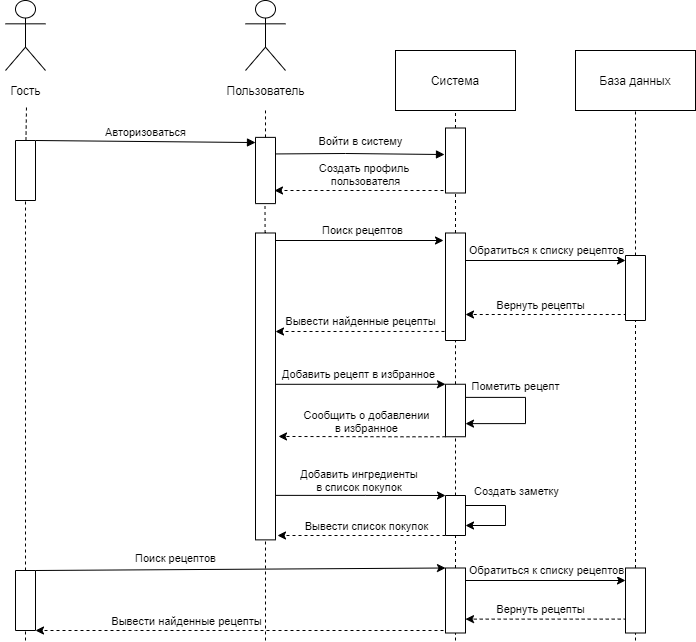 Гость
Пользователь
Система
База данных
Авторизоваться
Войти в систему
Создать профиль
пользователя
Поиск рецептов
Обратиться к списку рецептов
Вернуть рецепты
Вывести найденные рецепты
Добавить рецепт в избранное
Пометить рецепт
Сообщить о добавлении
в избранное
Добавить ингредиенты
в список покупок
Создать заметку
Вывести список покупок
Поиск рецептов
Обратиться к списку рецептов
Вернуть рецепты
Вывести найденные рецепты